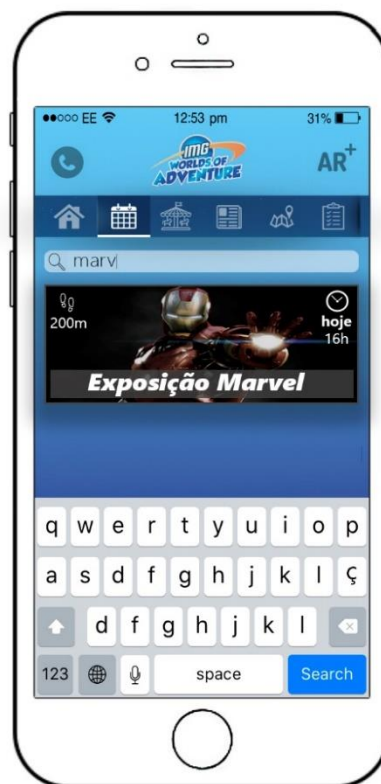 EE 12:53 pm 31%
IMG
WORLDS OF
ADVENTURE
AR+
marv
200m
hoje
16h
Exposição Marvel
q w e r t y u i o p
a s d f g h j k l Ç
d f g h j k l
123 space Search